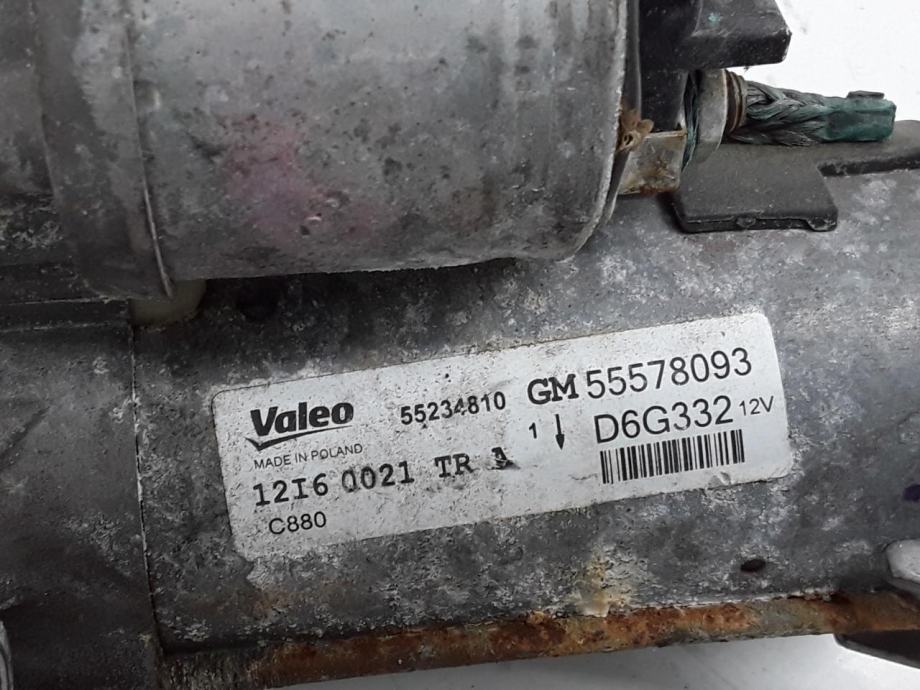 Valeo 55234810 GM 55578093
MADE IN POLAND 1 ↓ D6G332 12V
12I6 0021 TR A
C880